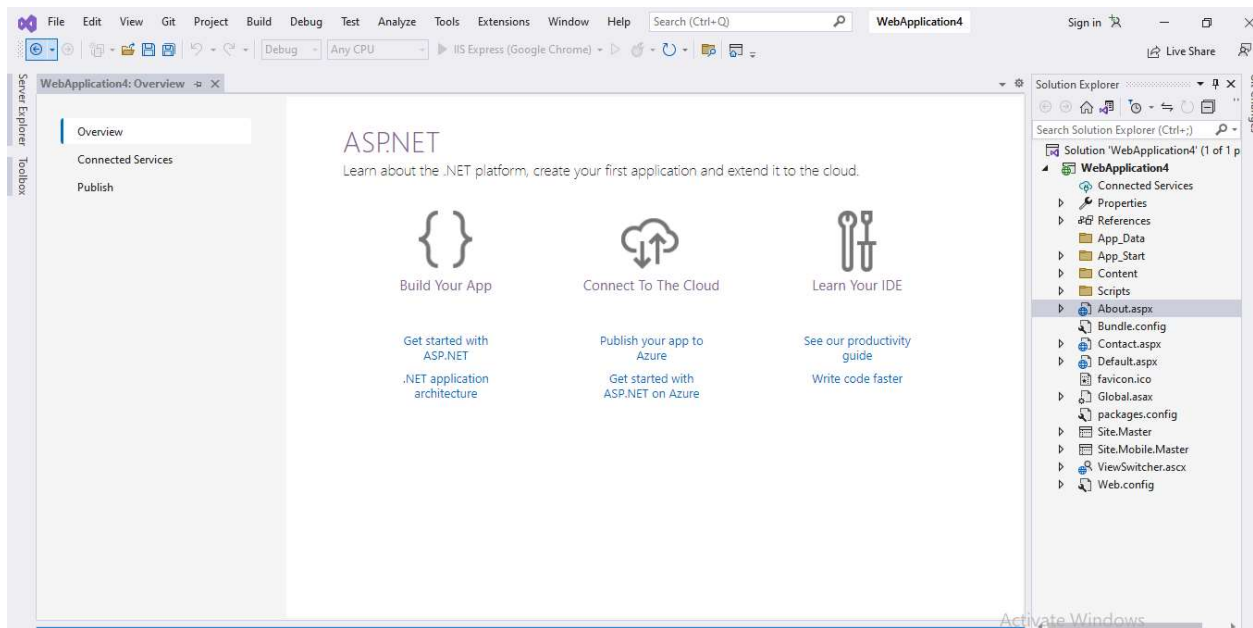 File Edit View Git Project Build Debug Test Analyze Tools Extensions Window Help Search (Ctrl+Q) WebApplication4 Sign in
Debug Any CPU IIS Express (Google Chrome) Live Share
Server Explorer
Toolbox
WebApplication4: Overview
Overview
Connected Services
Publish
ASP.NET
Learn about the .NET platform, create your first application and extend it to the cloud.
Build Your App
Get started with
ASP.NET
.NET application
architecture
Connect To The Cloud
Publish your app to
Azure
Get started with
ASP.NET on Azure
Learn Your IDE
See our productivity
guide
Write code faster
Solution Explorer
Search Solution Explorer (Ctrl+;)
Solution 'WebApplication4' (1 of 1 p
WebApplication4
Connected Services
Properties
References
App_Data
App_Start
Content
Scripts
About.aspx
Bundle.config
Contact.aspx
Default.aspx
favicon.ico
Global.asax
packages.config
Site.Master
Site.Mobile.Master
ViewSwitcher.ascx
Web.config
Activate Windows